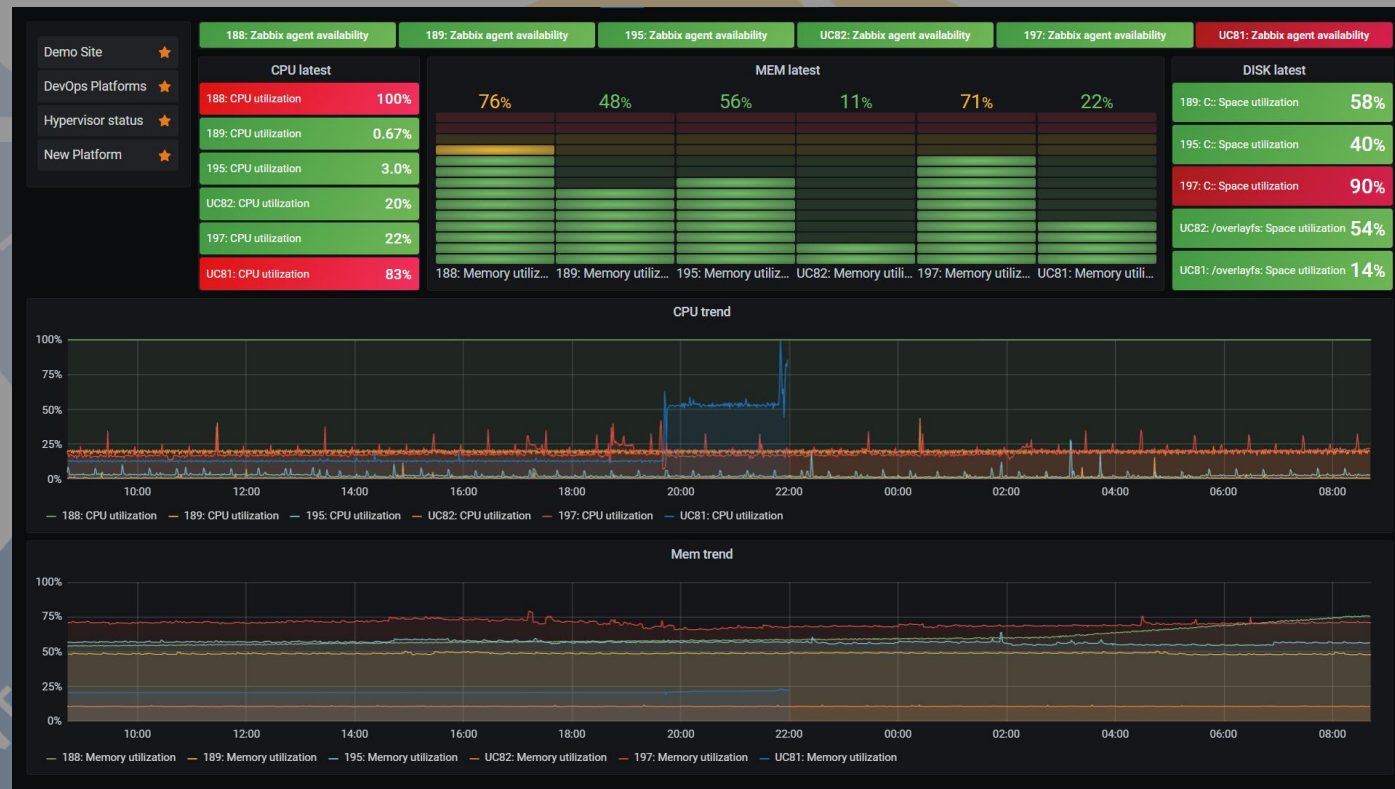 188: Zabbix agent availability 189: Zabbix agent availability 195: Zabbix agent availability UC82: Zabbix agent availability 197: Zabbix agent availability UC81: Zabbix agent availability
Demo Site
DevOps Platforms
Hypervisor status
New Platform
CPU latest
188: CPU utilization 100%
189: CPU utilization 0.67%
195: CPU utilization 3.0%
UC82: CPU utilization 20%
197: CPU utilization 22%
UC81: CPU utilization 83%
MEM latest
76% 48% 56% 11% 71% 22%
188: Memory utiliz... 189: Memory utiliz... 195: Memory utiliz... UC82: Memory utili... 197: Memory utiliz... UC81: Memory utili...
DISK latest
189: C:: Space utilization 58%
195: C:: Space utilization 40%
197: C:: Space utilization 90%
UC82: /overlayfs: Space utilization 54%
UC81: /overlayfs: Space utilization 14%
CPU trend
100%
75%
50%
25%
0%
10:00 12:00 14:00 16:00 18:00 20:00 22:00 00:00 02:00 04:00 06:00 08:00
188: CPU utilization 189: CPU utilization 195: CPU utilization UC82: CPU utilization 197: CPU utilization UC81: CPU utilization
Mem trend
100%
75%
50%
25%
0%
10:00 12:00 14:00 16:00 18:00 20:00 22:00 00:00 02:00 04:00 06:00 08:00
188: Memory utilization 189: Memory utilization 195: Memory utilization UC82: Memory utilization 197: Memory utilization UC81: Memory utilization